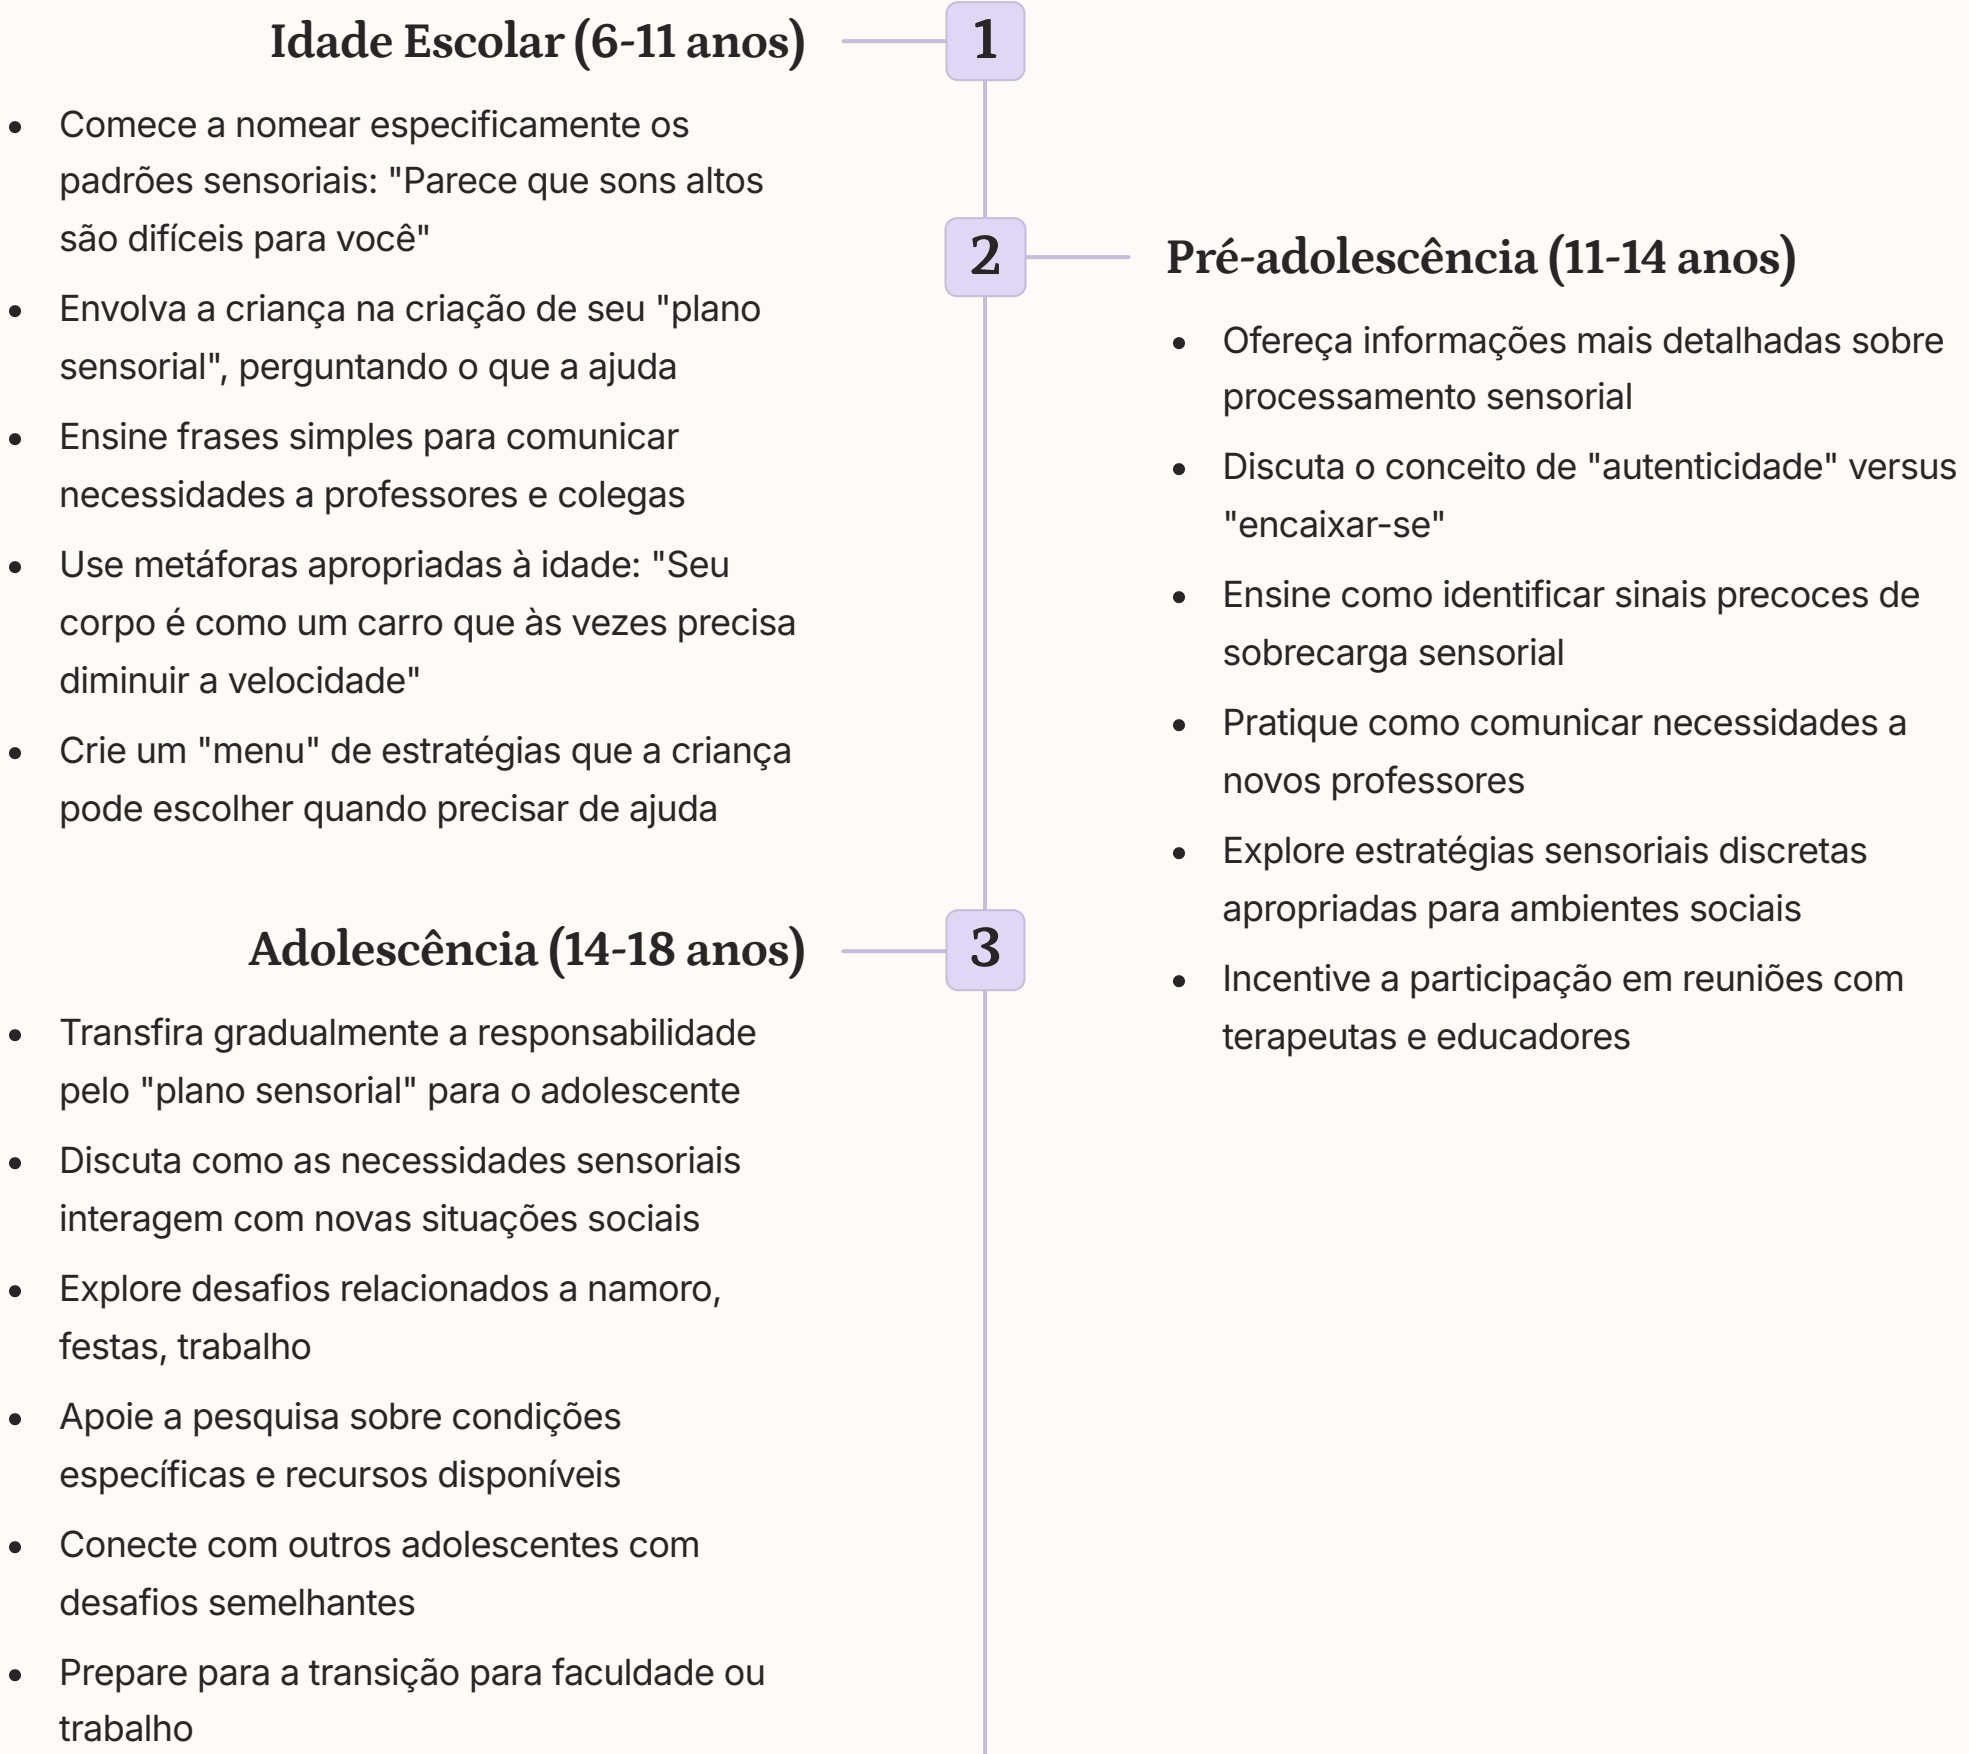 Idade Escolar (6-11 anos)
1
Comece a nomear especificamente os
padrões sensoriais: "Parece que sons altos
são difíceis para você"
Envolva a criança na criação de seu "plano
sensorial", perguntando o que a ajuda
Ensine frases simples para comunicar
necessidades a professores e colegas
Use metáforas apropriadas à idade: "Seu
corpo é como um carro que às vezes precisa
diminuir a velocidade"
Crie um "menu" de estratégias que a criança
pode escolher quando precisar de ajuda
2
Pré-adolescência (11-14 anos)
Ofereça informações mais detalhadas sobre
processamento sensorial
Discuta o conceito de "autenticidade" versus
"encaixar-se"
Ensine como identificar sinais precoces de
sobrecarga sensorial
Pratique como comunicar necessidades a
novos professores
Explore estratégias sensoriais discretas
apropriadas para ambientes sociais
Incentive a participação em reuniões com
terapeutas e educadores
Adolescência (14-18 anos)
3
Transfira gradualmente a responsabilidade
pelo "plano sensorial" para o adolescente
Discuta como as necessidades sensoriais
interagem com novas situações sociais
Explore desafios relacionados a namoro,
festas, trabalho
Apoie a pesquisa sobre condições
específicas e recursos disponíveis
Conecte com outros adolescentes com
desafios semelhantes
Prepare para a transição para faculdade ou
trabalho